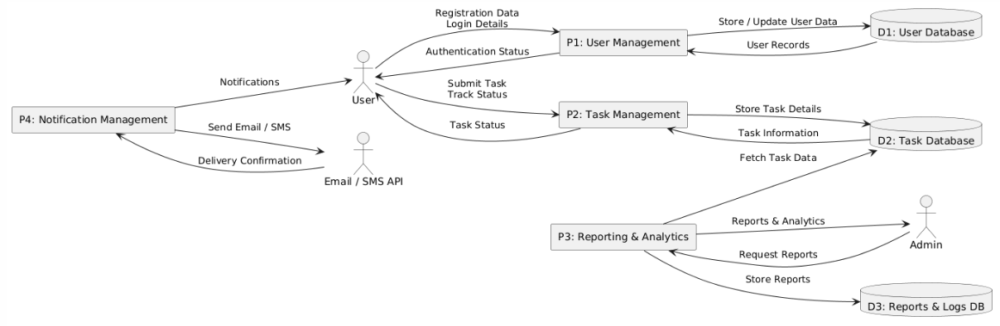 Registration Data
Login Details
Store / Update User Data
P1: User Management
D1: User Database
Authentication Status
User Records
Notifications
User
Submit Task
Track Status
P4: Notification Management
Send Email / SMS
Task Status
P2: Task Management
Store Task Details
Task Information
D2: Task Database
Delivery Confirmation
Email / SMS API
Fetch Task Data
P3: Reporting & Analytics
Reports & Analytics
Admin
Request Reports
Store Reports
D3: Reports & Logs DB